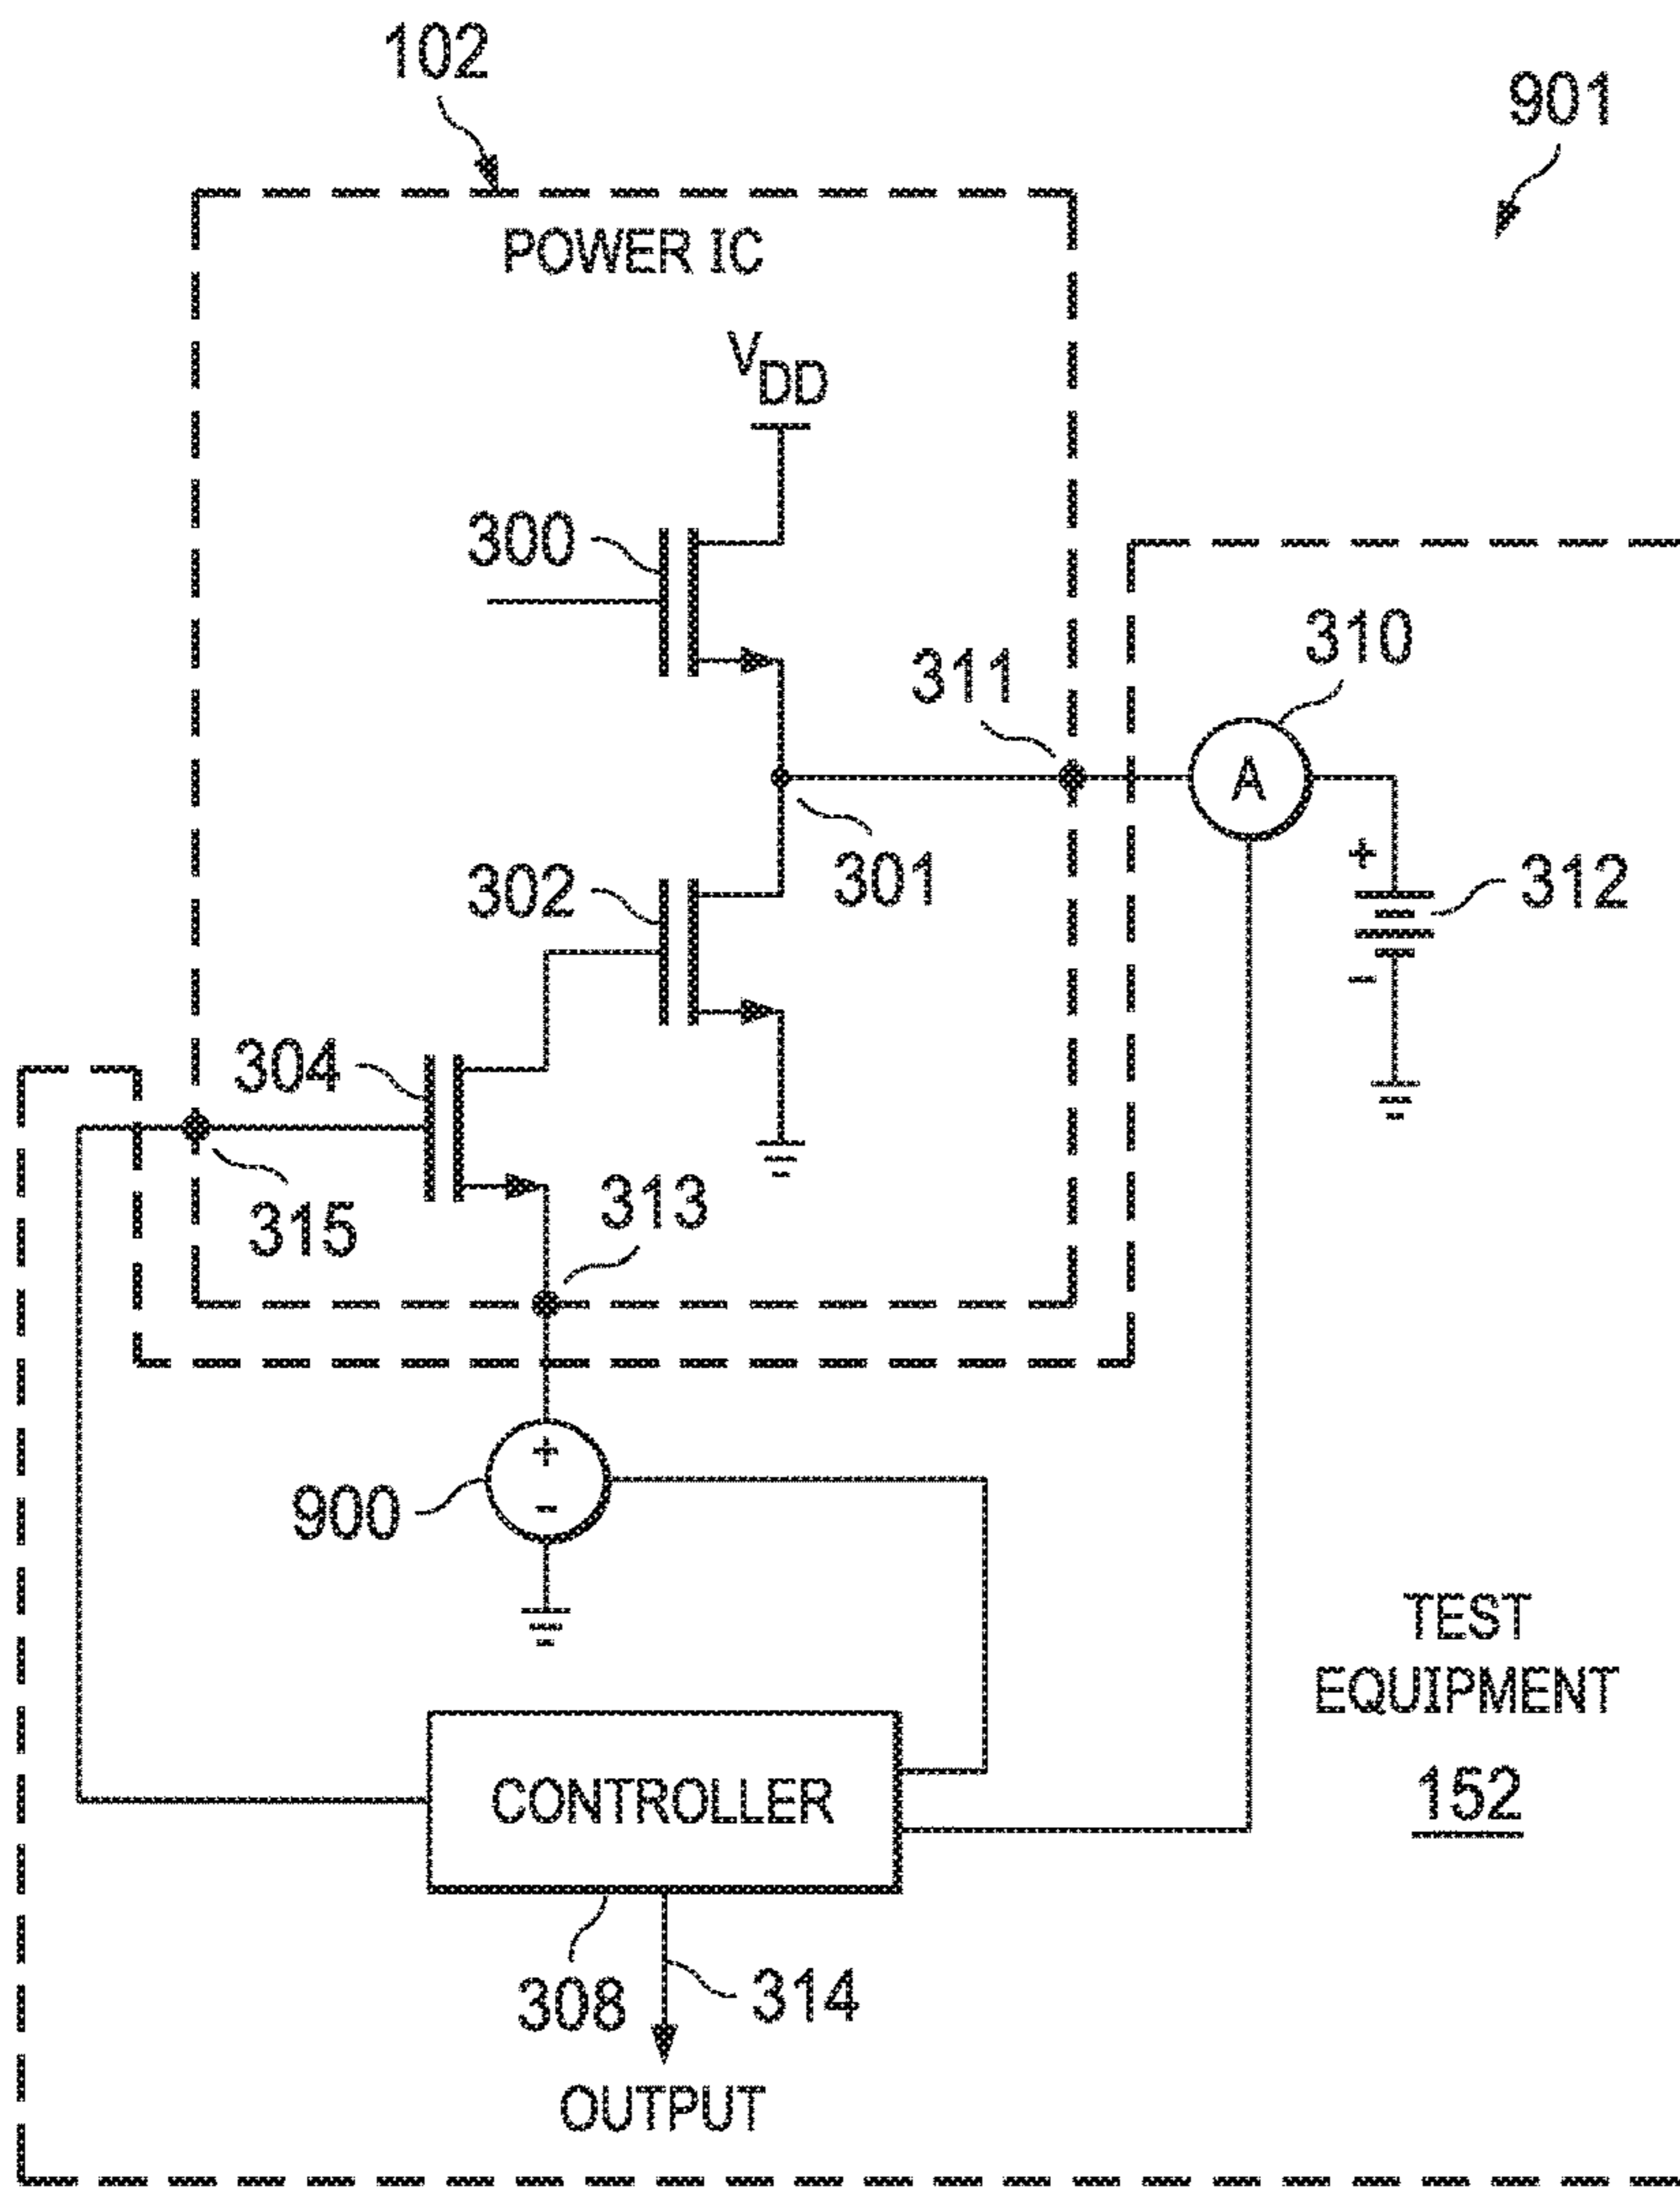 102
901
POWER IC
VDD
300
310
311
301
302
+
312
-
304
A
315
313
+
-
900
TEST
EQUIPMENT
152
CONTROLLER
308
314
OUTPUT